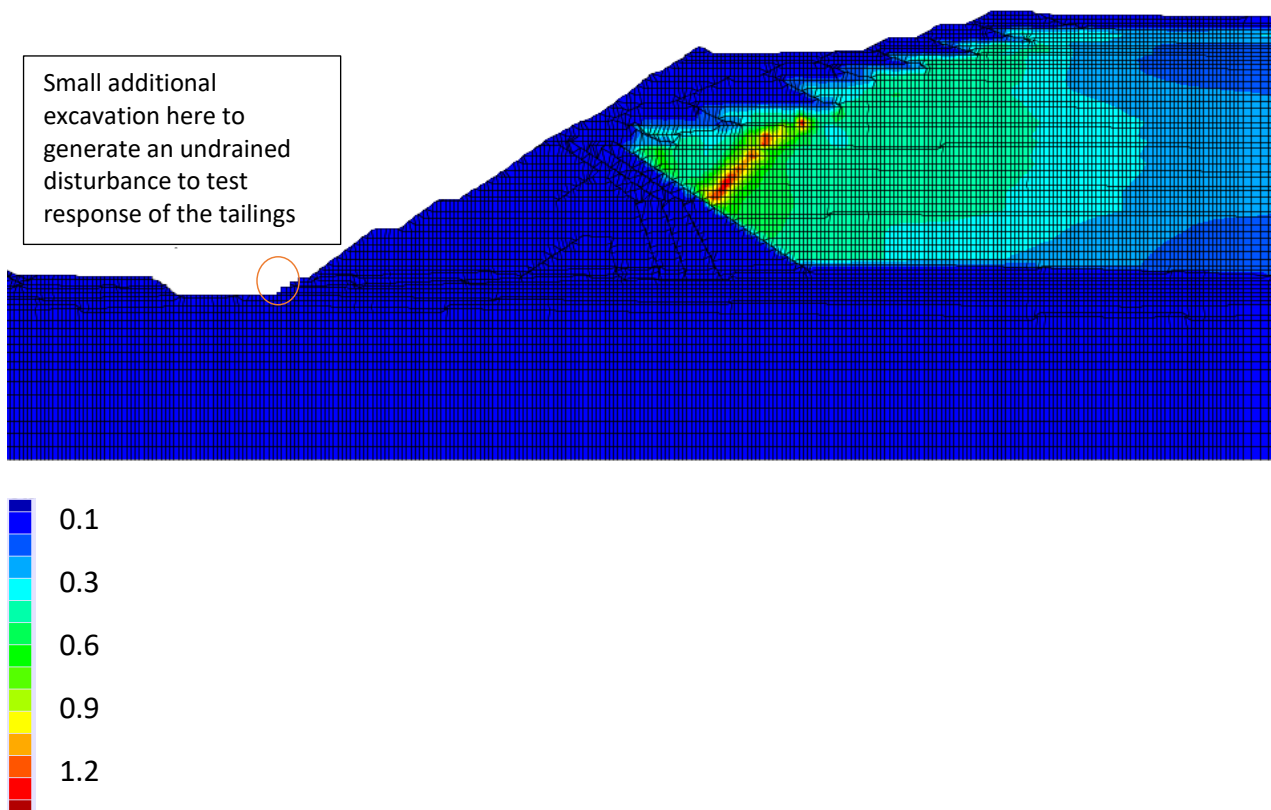 Small additional
excavation here to
generate an undrained
disturbance to test
response of the tailings
0.1
0.3
0.6
0.9
1.2